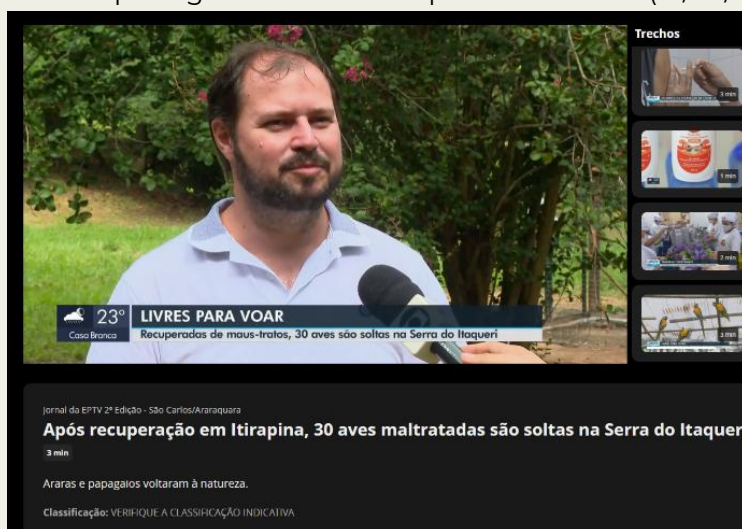 Trechos
3 min
1 min
2 min
3 min
23° LIVRES PARA VOAR
Casa Branca Recuperadas de maus-tratos, 30 aves são soltas na Serra do Itaqueri
Jornal da EPTV 2ª Edição - São Carlos/Araraquara
Após recuperação em Itirapina, 30 aves maltratadas são soltas na Serra do Itaquer
3 min
Araras e papagaios voltaram à natureza.
Classificação: VERIFIQUE A CLASSIFICAÇÃO INDICATIVA